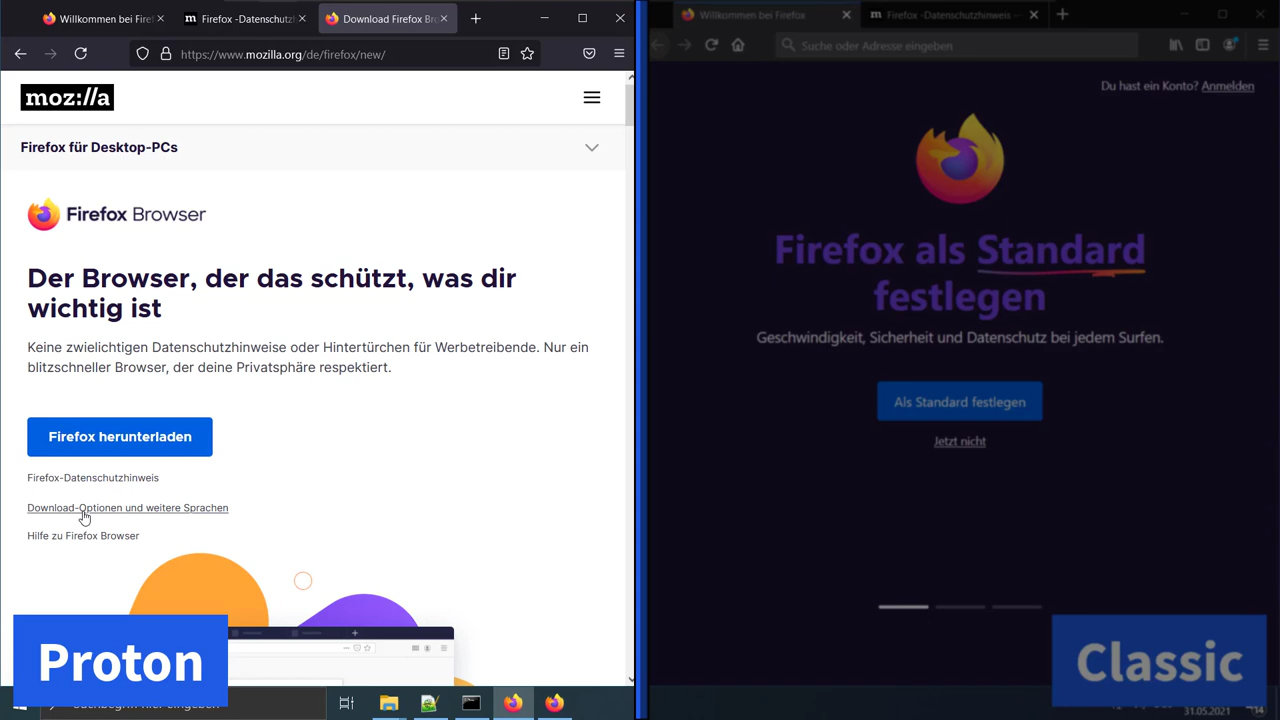 Willkommen bei Firef
Firefox -Datenschutzl
Download Firefox Bro
https://www.mozilla.org/de/firefox/new/
moz://a
Firefox für Desktop-PCs
Firefox Browser
Der Browser, der das schützt, was dir
wichtig ist
Keine zwielichtigen Datenschutzhinweise oder Hintertürchen für Werbetreibende. Nur ein
blitzschneller Browser, der deine Privatsphäre respektiert.
Firefox herunterladen
Firefox-Datenschutzhinweis
Download-Optionen und weitere Sprachen
Hilfe zu Firefox Browser
Proton
Willkommen bei Firefox
Firefox -Datenschutzhinweis —
Suche oder Adresse eingeben
Du hast ein Konto? Anmelden
Firefox als Standard
festlegen
Geschwindigkeit, Sicherheit und Datenschutz bei jedem Surfen.
Als Standard festlegen
Jetzt nicht
Classic
31.05.2021
14